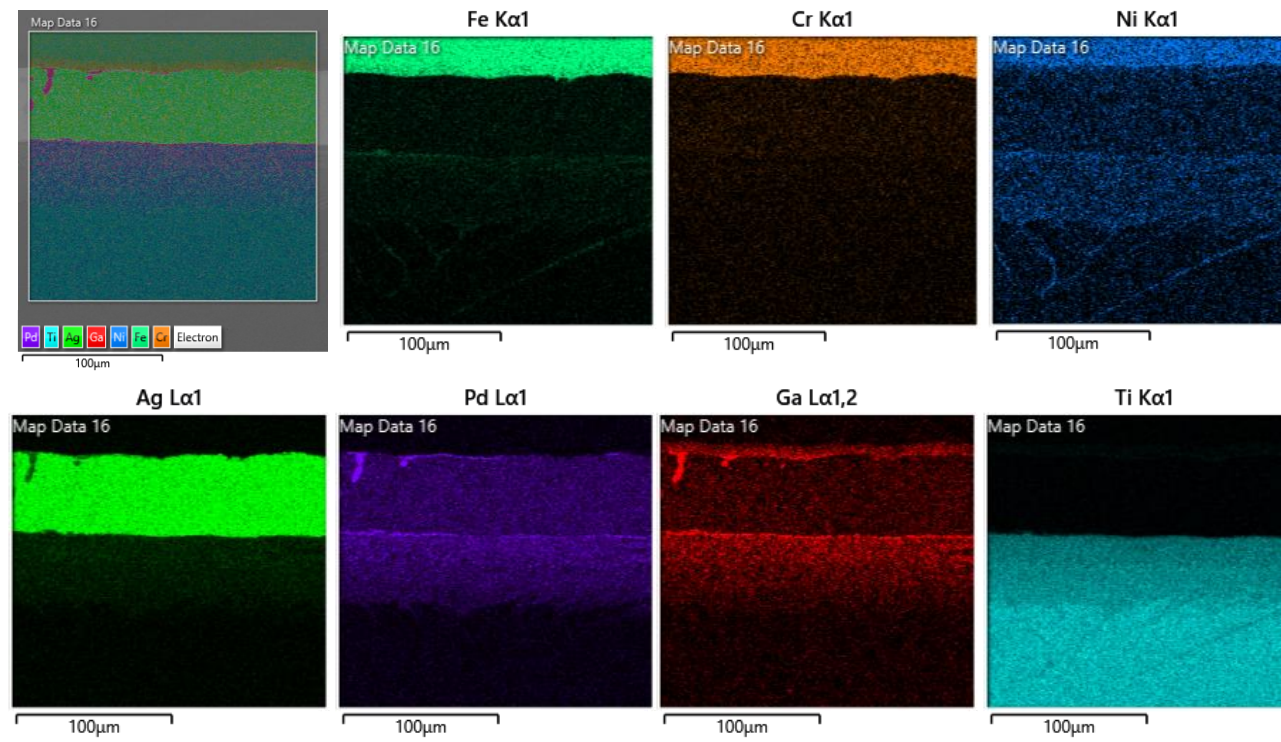 Map Data 16
Pd Ti Ag Ga Ni Fe Cr Electron
100μm
Fe Kα1
Map Data 16
100μm
Cr Kα1
Map Data 16
100μm
Ni Kα1
Map Data 16
100μm
Ag Lα1
Map Data 16
100μm
Pd Lα1
Map Data 16
100μm
Ga Lα1,2
Map Data 16
100μm
Ti Kα1
Map Data 16
100μm